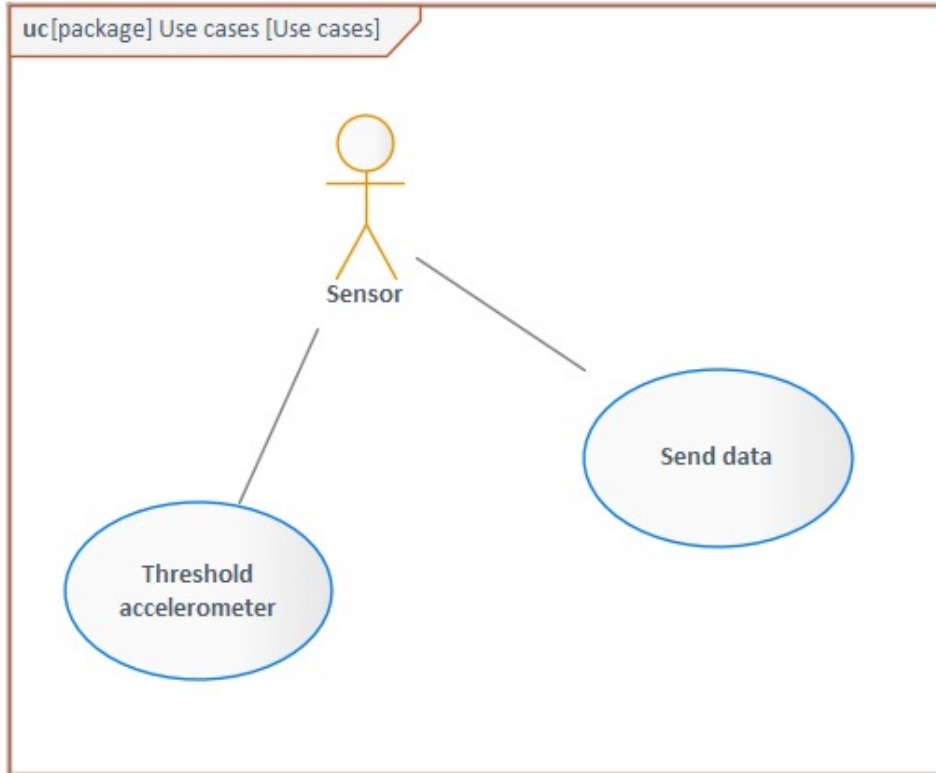 uc[package] Use cases [Use cases]
Sensor
Send data
Threshold
accelerometer